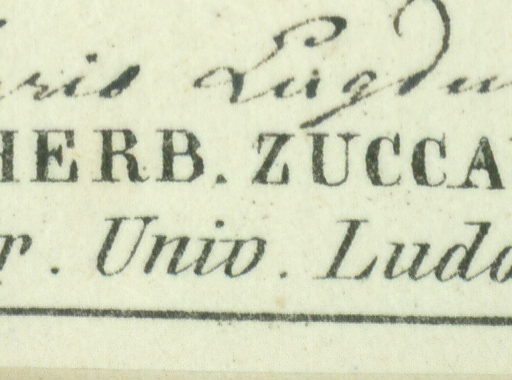 ris Lugdu
HERB. ZUCCA
r. Univ. Ludo